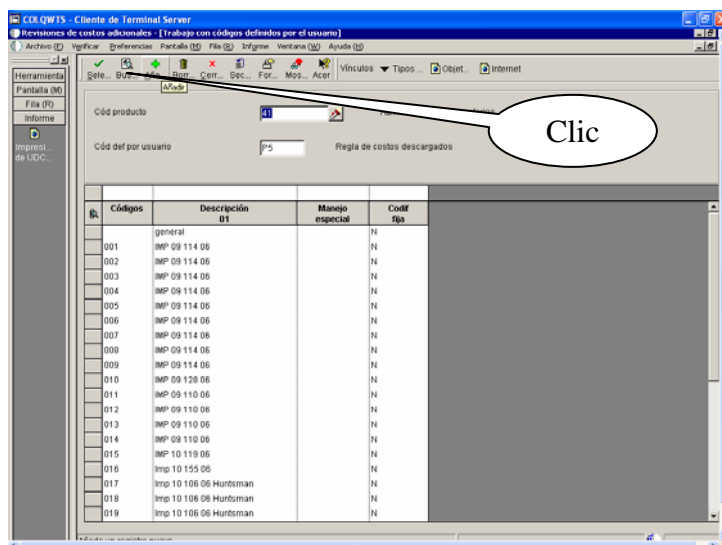 COLQWTS - Cliente de Terminal Server
Revisiones de costos adicionales - [Trabajo con códigos definidos por el usuario]
Archivo (F) Verificar Preferencias Pantalla (M) Fila (R) Informe Ventana (W) Ayuda (H)
Herramienta
Pantalla (M)
Fila (R)
Informe
Impresi...
de UDC...
Sele... Bus... Aña... Borr... Cerr... Sec... For... Mos... Acer Vínculos Tipos ... Objet... Internet
Añadir
Clic
Cód producto 41
Cód def por usuario P5 Regla de costos descargados
Códigos Descripción 01 Manejo especial Codif fija
general N
001 IMP 09 114 06 N
002 IMP 09 114 06 N
003 IMP 09 114 06 N
004 IMP 09 114 06 N
005 IMP 09 114 06 N
006 IMP 09 114 06 N
007 IMP 09 114 06 N
008 IMP 09 114 06 N
009 IMP 09 114 06 N
010 IMP 09 128 06 N
011 IMP 09 110 06 N
012 IMP 09 110 06 N
013 IMP 09 110 06 N
014 IMP 09 110 06 N
015 IMP 10 119 06 N
016 Imp 10 155 06 N
017 Imp 10 106 06 Huntsman N
018 Imp 10 106 06 Huntsman N
019 Imp 10 106 06 Huntsman N